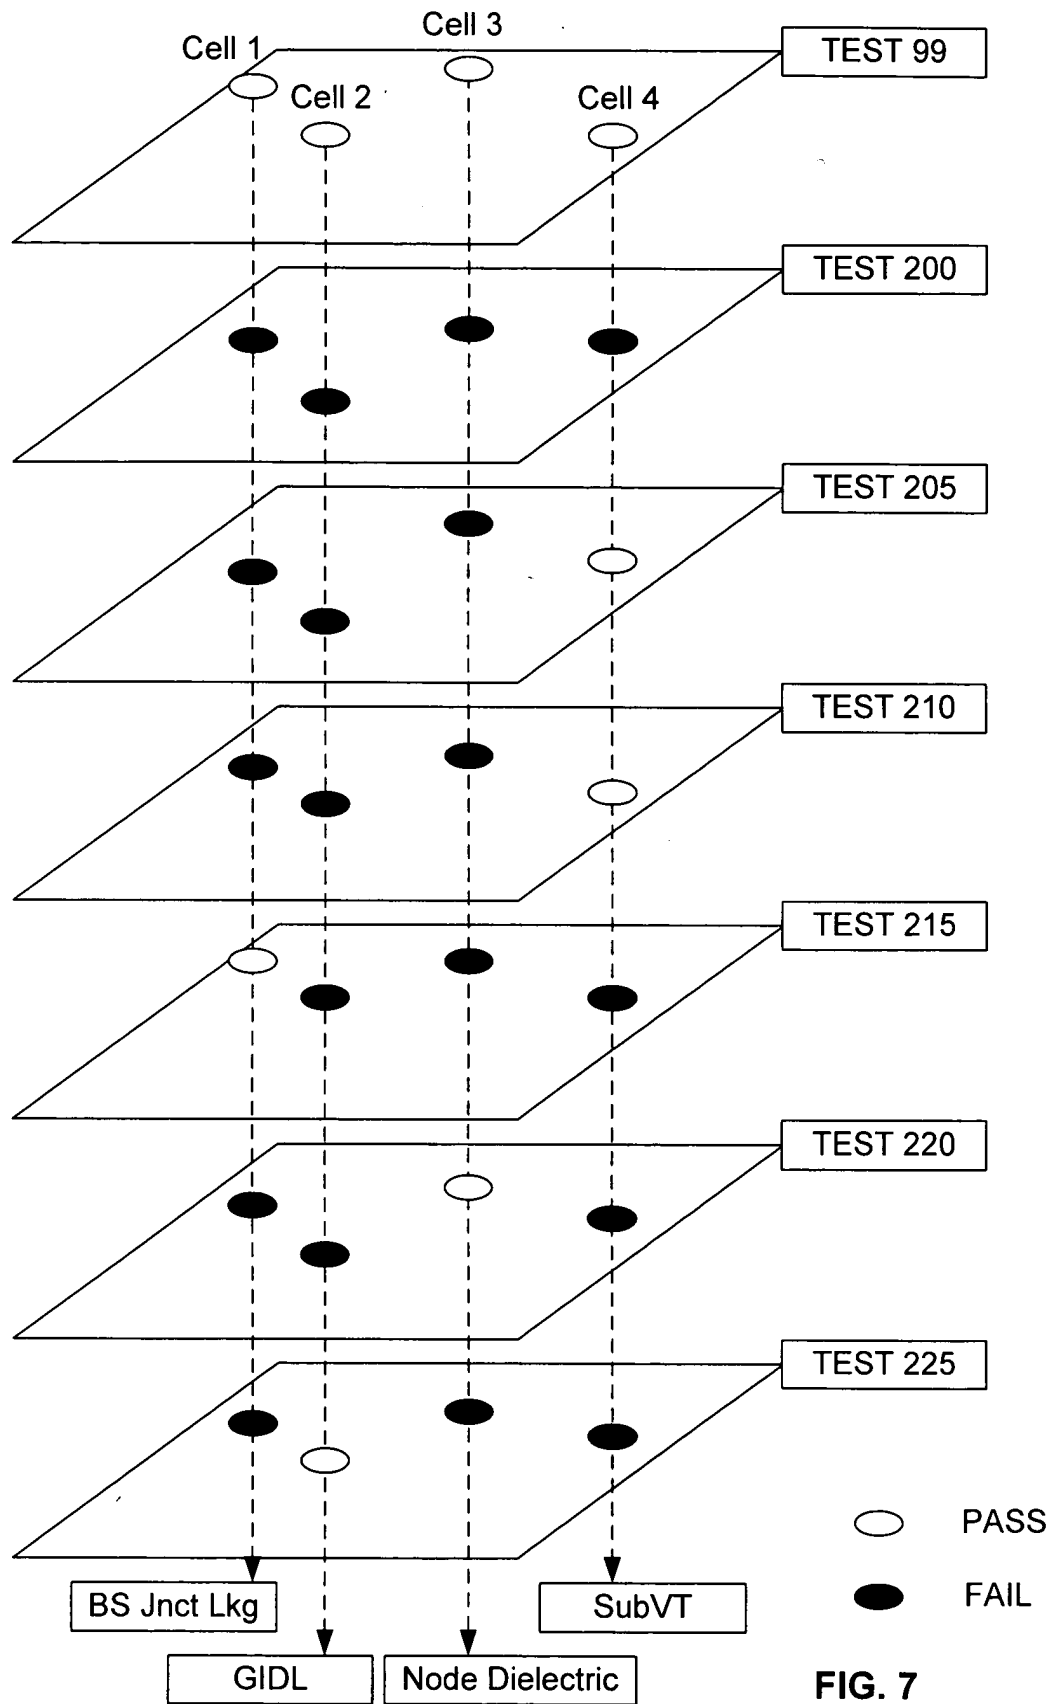 Cell 3
TEST 99
Cell 1
Cell 2
Cell 4
TEST 200
TEST 205
TEST 210
TEST 215
TEST 220
TEST 225
PASS
FAIL
BS Jnct Lkg
SubVT
GIDL
Node Dielectric
FIG. 7